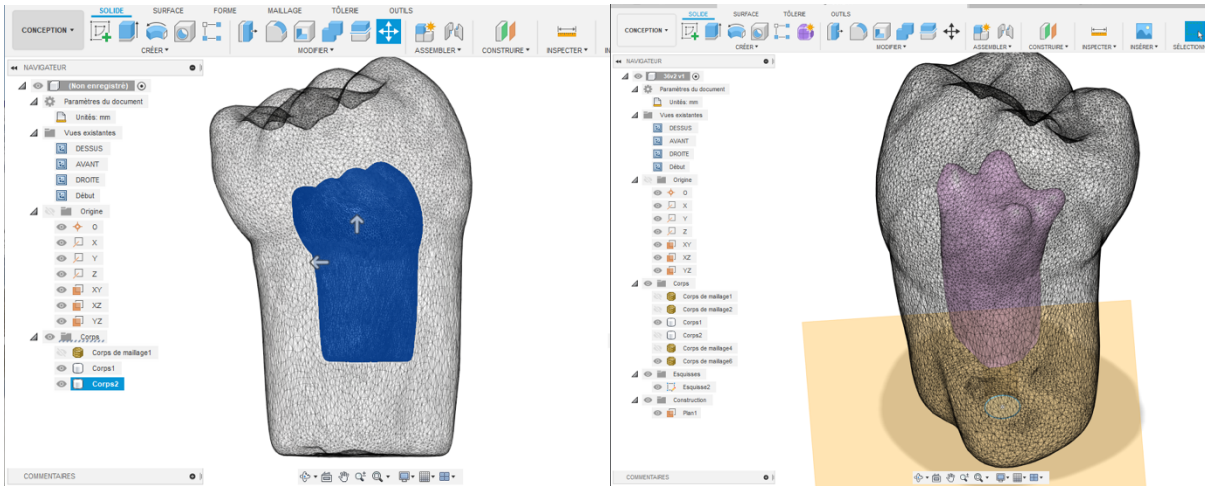 SOLIDE SURFACE FORME MAILLAGE TÔLERIE OUTILS
CONCEPTION
CRÉER MODIFIER ASSEMBLER CONSTRUIRE INSPECTER
NAVIGATEUR
(Non enregistré)
Paramètres du document
Unités: mm
Vues existantes
DESSUS
AVANT
DROITE
Début
Origine
O
X
Y
Z
XY
XZ
YZ
Corps
Corps de maillage1
Corps1
Corps2
COMMENTAIRES
SOLIDE SURFACE TÔLERIE OUTILS
CONCEPTION
CRÉER MODIFIER ASSEMBLER CONSTRUIRE INSPECTER INSÉRER SÉLECTIONN
NAVIGATEUR
36v2 v1
Paramètres du document
Unités: mm
Vues existantes
DESSUS
AVANT
DROITE
Début
Origine
O
X
Y
Z
XY
XZ
YZ
Corps
Corps de maillage1
Corps de maillage2
Corps1
Corps2
Corps de maillage4
Corps de maillage6
Esquisses
Esquisse2
Construction
Plan1
COMMENTAIRES